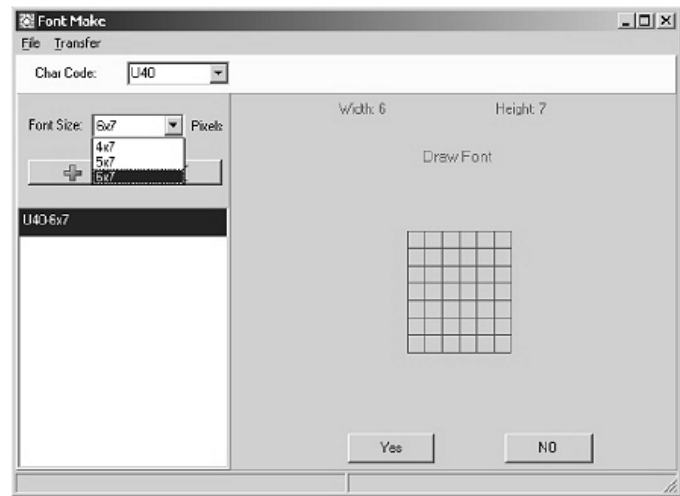 Font Make
File Transfer
Char Code: U40
Width: 6 Height: 7
Font Size: 6x7 Pixels
4x7
5x7
6x7
Draw Font
U40-6x7
Yes NO